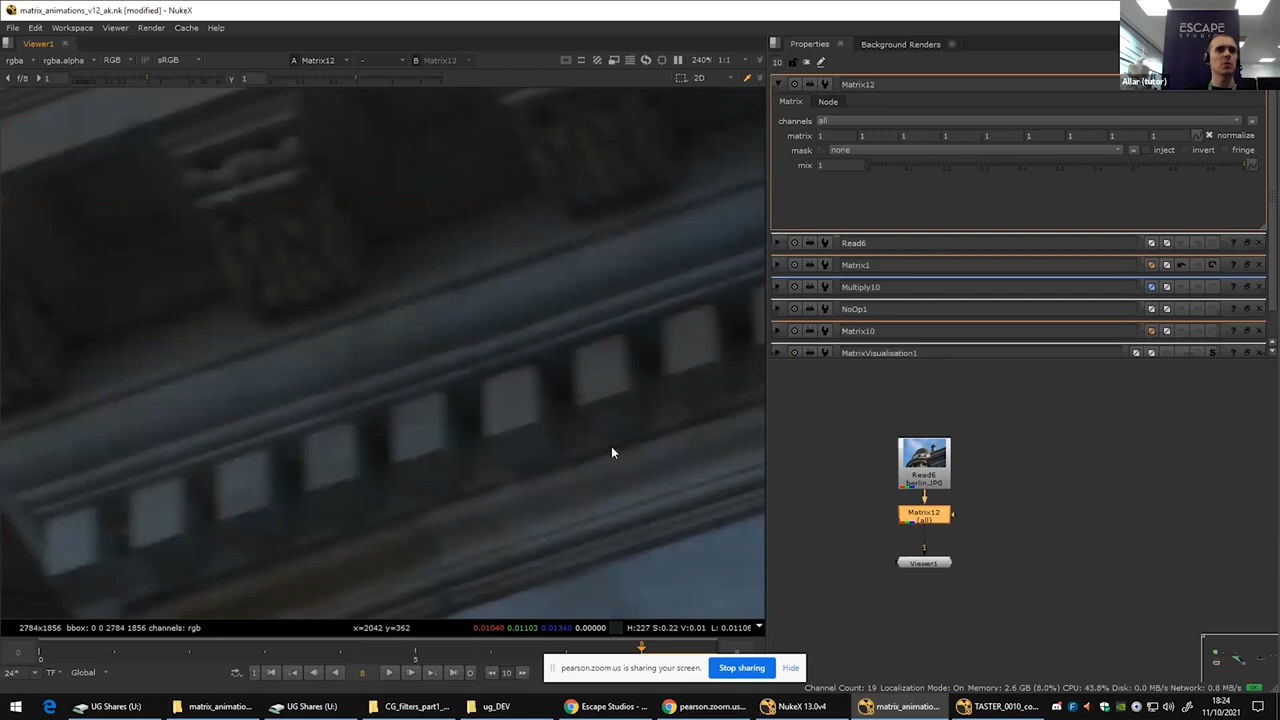 matrix_animations_v12_ak.nk [modified] - NukeX
File Edit Workspace Viewer Render Cache Help
Viewer1
rgba rgba.alpha RGB IP sRGB A Matrix12 - B Matrix12 240% 1:1
f/8 1 Y 1 2D
Properties Background Renders
10
Matrix12
Matrix Node
channels all
matrix 1 1 1 1 1 1 1 1 1 normalize
mask none inject invert fringe
mix 1
Read6
Matrix1
Multiply10
NoOp1
Matrix10
MatrixVisualisation1
ESCAPE
STUDIOS
Allar (tutor)
Read6
berlin.JPG
Matrix12
(all)
1
Viewer1
2784x1856 bbox: 0 0 2784 1856 channels: rgb x=2042 y=362 0.01040 0.01103 0.01340 0.00000 H:227 S:0.22 V:0.01 L: 0.01106
0 0 5 8
24* TF Global 1 8 10
pearson.zoom.us is sharing your screen. Stop sharing Hide
Channel Count: 19 Localization Mode: On Memory: 2.6 GB (8.0%) CPU: 43.8% Disk: 0.0 MB/s Network: 0.8 MB/s
UG Shares (U:) matrix_animatio... UG Shares (U:) CG_filters_part1_... ug_DEV Escape Studios - ... pearson.zoom.us... NukeX 13.0v4 matrix_animatio... TASTER_0010_co...
18:24
11/10/2021